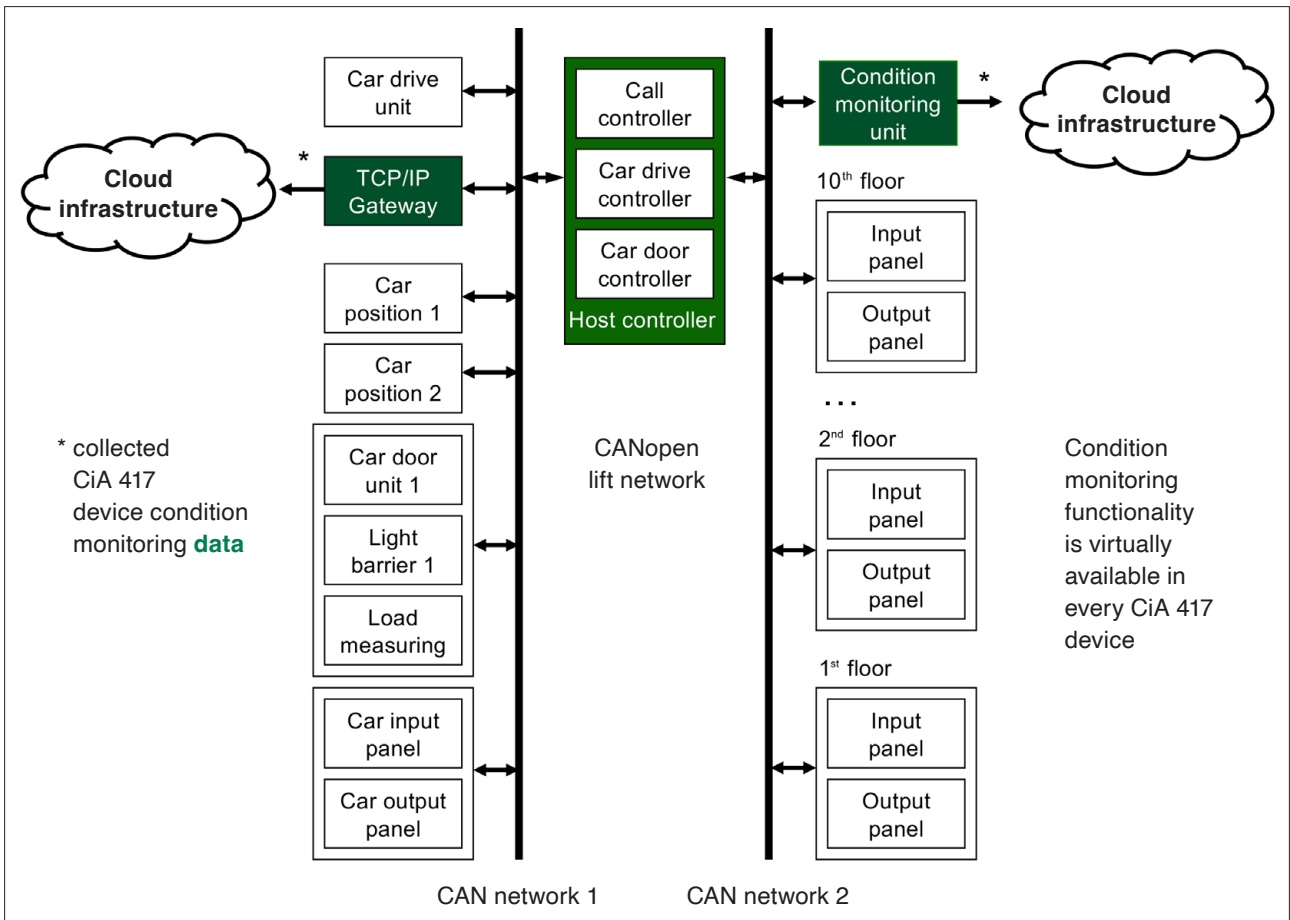 Car drive
unit
*
Cloud
infrastructure
TCP/IP
Gateway
Car
position 1
Car
position 2
* collected
CiA 417
device condition
monitoring data
Car door
unit 1
Light
barrier 1
Load
measuring
Car input
panel
Car output
panel
CAN network 1
Call
controller
Car drive
controller
Car door
controller
Host controller
CANopen
lift network
CAN network 2
Condition
monitoring
unit
*
Cloud
infrastructure
10th floor
Input
panel
Output
panel
...
2nd floor
Input
panel
Output
panel
1st floor
Input
panel
Output
panel
Condition
monitoring
functionality
is virtually
available in
every CiA 417
device